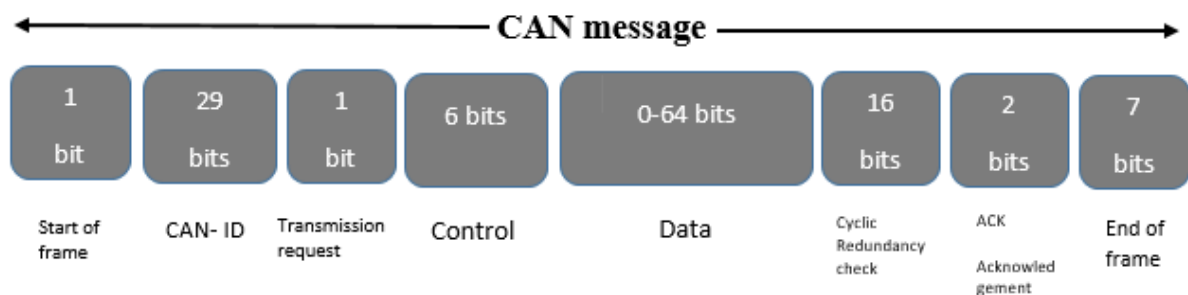 CAN message
1
bit
29
bits
1
bit
6 bits
0-64 bits
16
bits
2
bits
7
bits
Start of
frame
CAN- ID
Transmission
request
Control
Data
Cyclic
Redundancy
check
ACK
Acknowled
gement
End of
frame